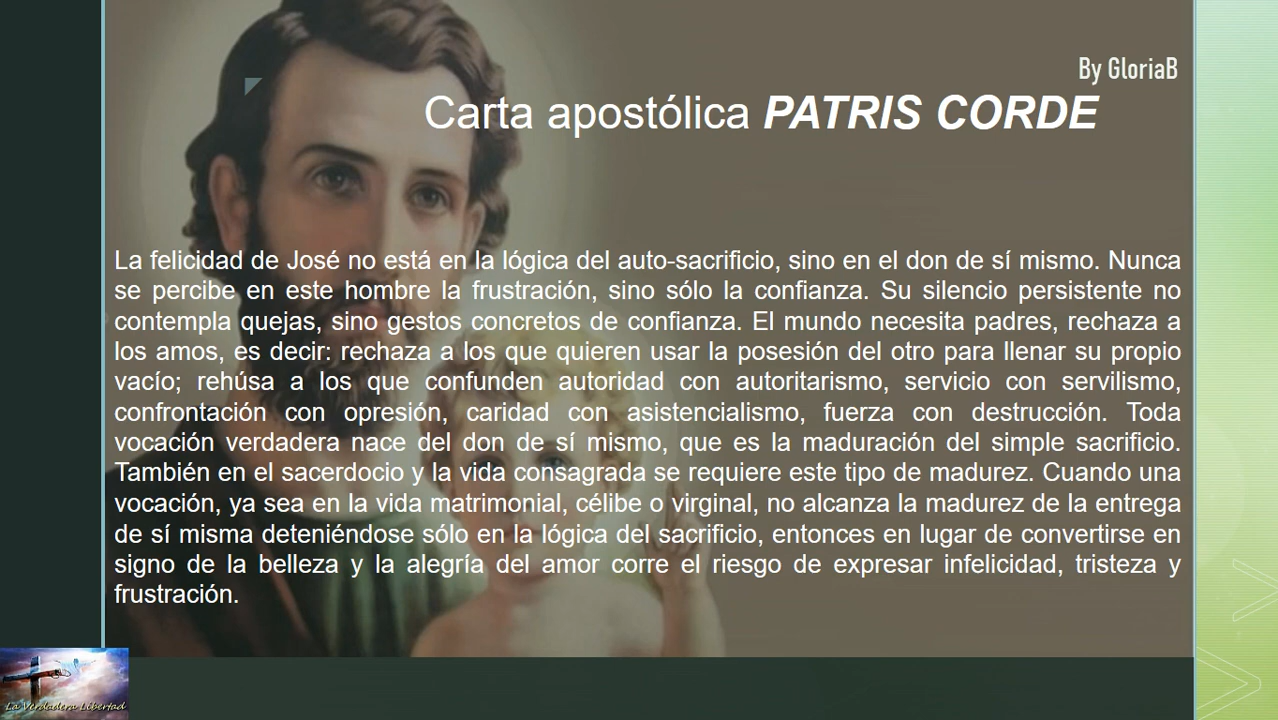 By GloriaB
Carta apostólica PATRIS CORDE
La felicidad de José no está en la lógica del auto-sacrificio, sino en el don de sí mismo. Nunca
se percibe en este hombre la frustración, sino sólo la confianza. Su silencio persistente no
contempla quejas, sino gestos concretos de confianza. El mundo necesita padres, rechaza a
los amos, es decir: rechaza a los que quieren usar la posesión del otro para llenar su propio
vacío; rehúsa a los que confunden autoridad con autoritarismo, servicio con servilismo,
confrontación con opresión, caridad con asistencialismo, fuerza con destrucción. Toda
vocación verdadera nace del don de sí mismo, que es la maduración del simple sacrificio.
También en el sacerdocio y la vida consagrada se requiere este tipo de madurez. Cuando una
vocación, ya sea en la vida matrimonial, célibe o virginal, no alcanza la madurez de la entrega
de sí misma deteniéndose sólo en la lógica del sacrificio, entonces en lugar de convertirse en
signo de la belleza y la alegría del amor corre el riesgo de expresar infelicidad, tristeza y
frustración.
La Verdadera Libertad